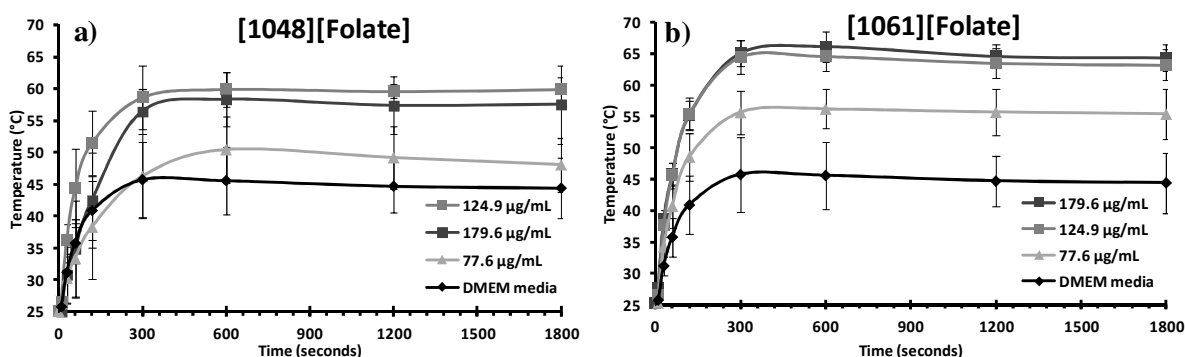 a)
[1048][Folate]
70
65
60
55
50
45
40
35
30
25
Temperature (°C)
124.9 µg/mL
179.6 µg/mL
77.6 µg/mL
DMEM media
0 300 600 900 1200 1500 1800
Time (seconds)
b)
[1061][Folate]
70
65
60
55
50
45
40
35
30
25
Temperature (°C)
179.6 µg/mL
124.9 µg/mL
77.6 µg/mL
DMEM media
0 300 600 900 1200 1500 1800
Time (seconds)